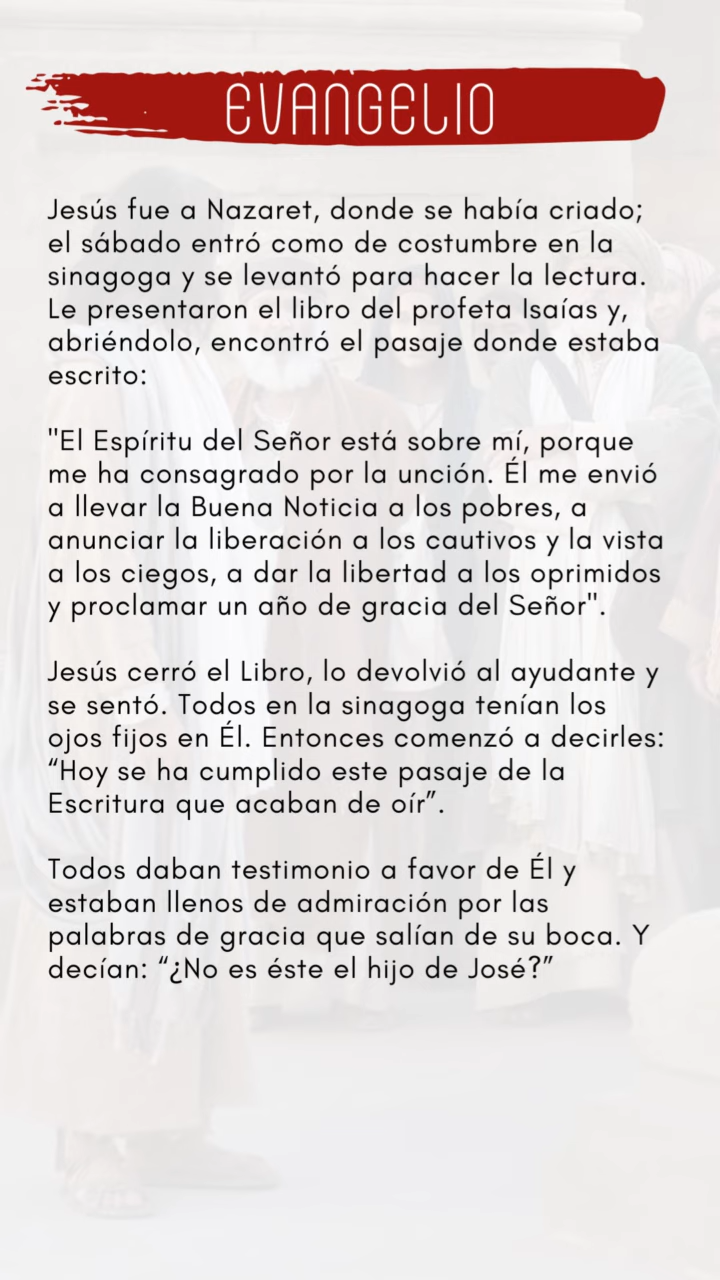 EVANGELIO
Jesús fue a Nazaret, donde se había criado;
el sábado entró como de costumbre en la
sinagoga y se levantó para hacer la lectura.
Le presentaron el libro del profeta Isaías y,
abriéndolo, encontró el pasaje donde estaba
escrito:
"El Espíritu del Señor está sobre mí, porque
me ha consagrado por la unción. Él me envió
a llevar la Buena Noticia a los pobres, a
anunciar la liberación a los cautivos y la vista
a los ciegos, a dar la libertad a los oprimidos
y proclamar un año de gracia del Señor".
Jesús cerró el Libro, lo devolvió al ayudante y
se sentó. Todos en la sinagoga tenían los
ojos fijos en Él. Entonces comenzó a decirles:
“Hoy se ha cumplido este pasaje de la
Escritura que acaban de oír”.
Todos daban testimonio a favor de Él y
estaban llenos de admiración por las
palabras de gracia que salían de su boca. Y
decían: “¿No es éste el hijo de José?”